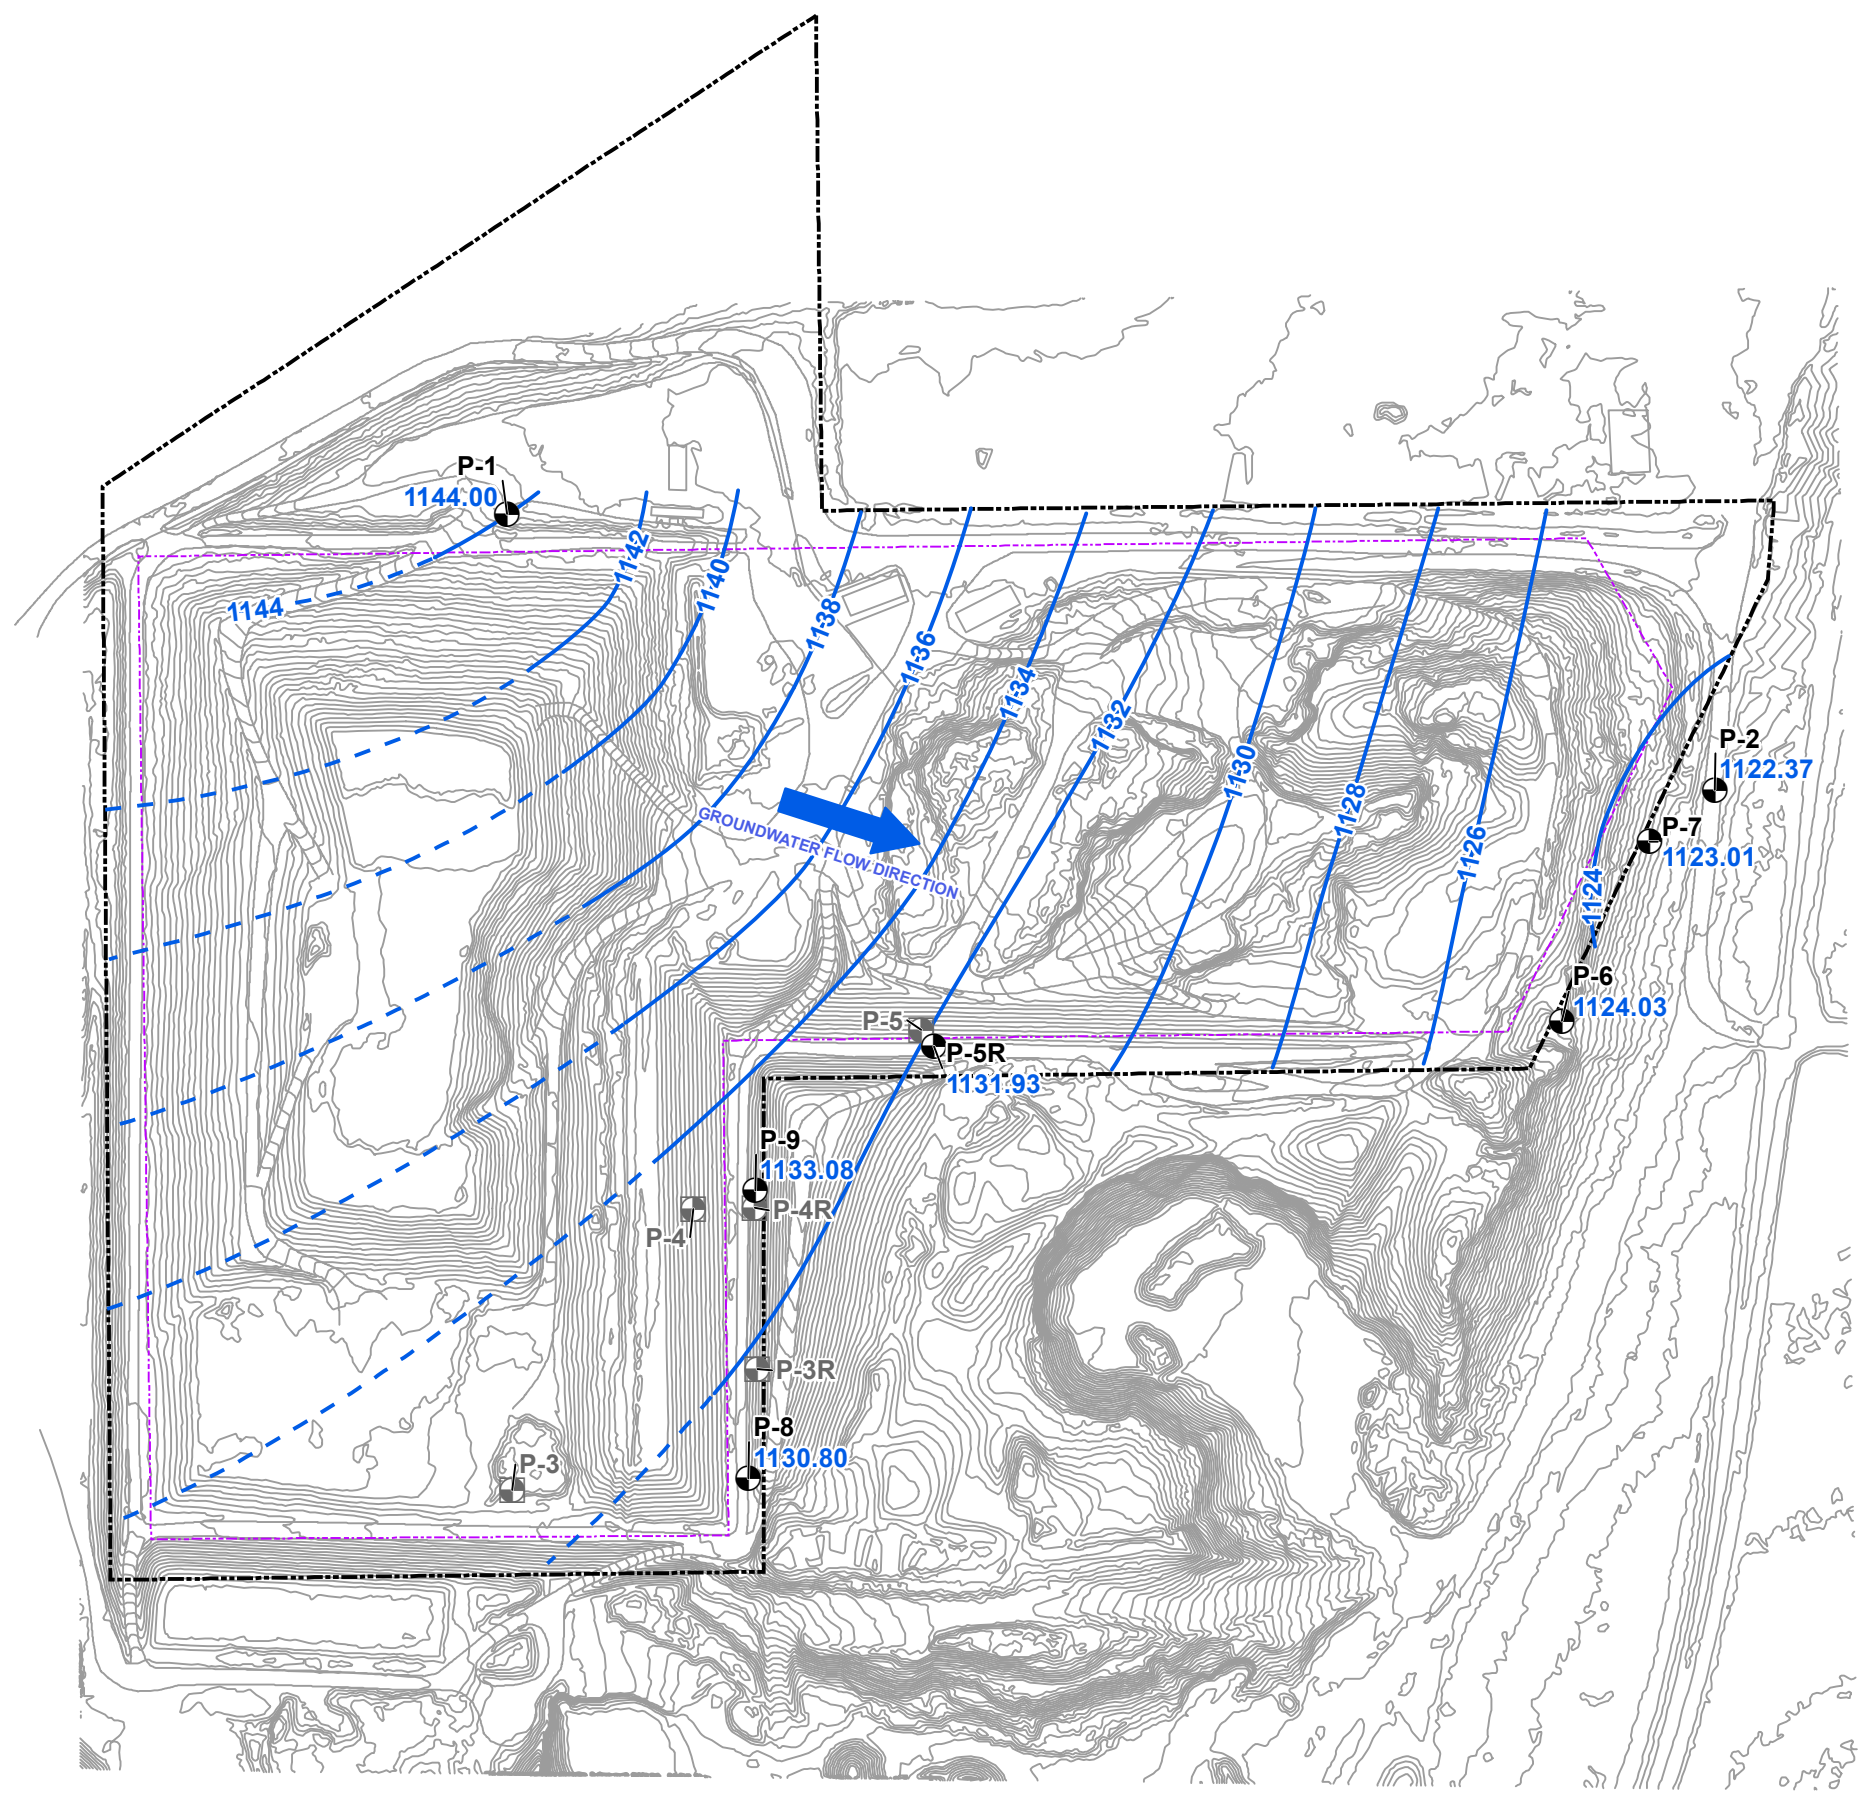 P-1
1144.00
1142
1140
1144
1138
1136
1134
1132
1130
1128
1126
1124
P-2
1122.37
P-7
1123.01
GROUNDWATER FLOW DIRECTION
P-6
1124.03
P-5
P-5R
1131.93
P-9
1133.08
P-4R
P-4
P-3R
P-8
1130.80
P-3